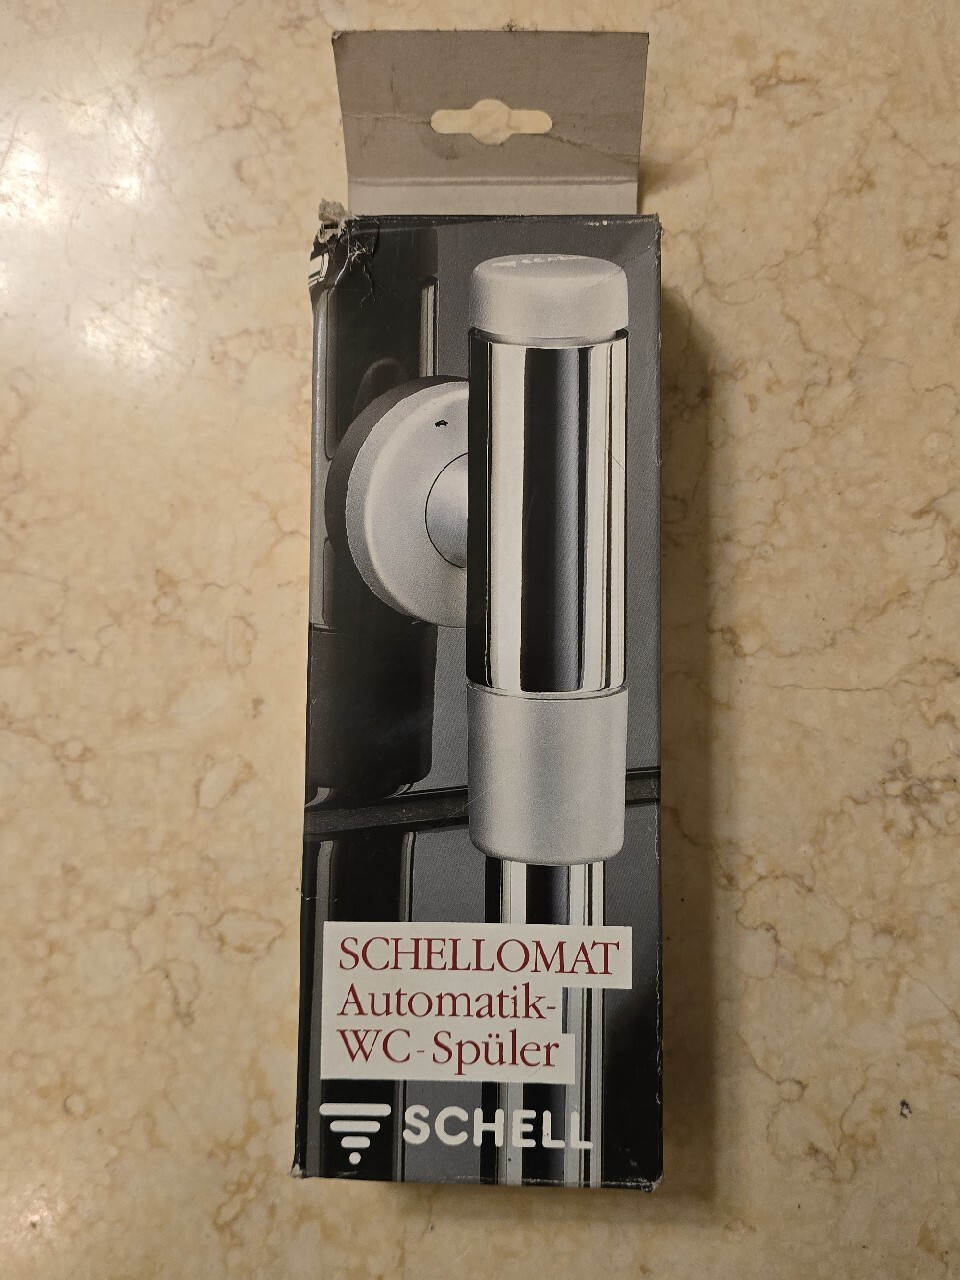 SCHELLOMAT
Automatik-
WC-Spüler
SCHELL